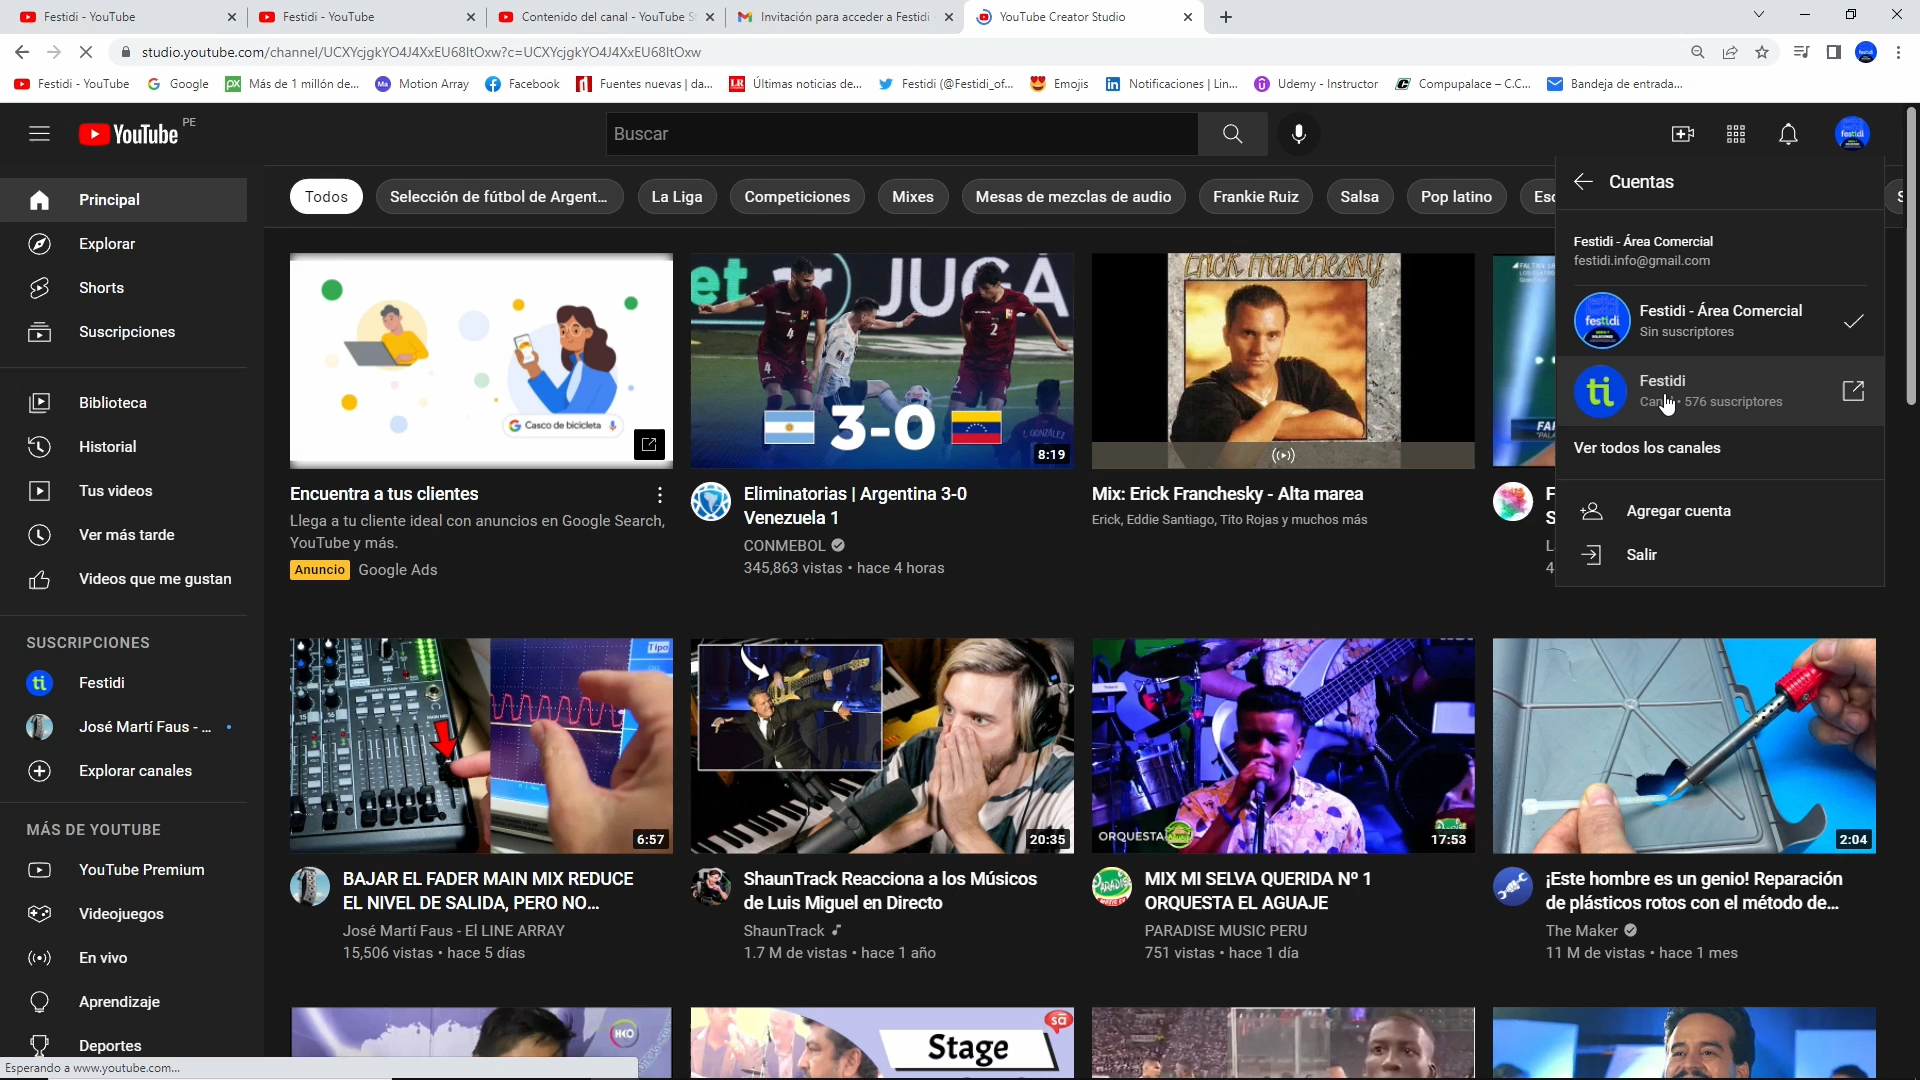 Festidi - YouTube
Festidi - YouTube
Contenido del canal - YouTube S
Invitación para acceder a Festidi
YouTube Creator Studio
studio.youtube.com/channel/UCXYcjgkYO4J4XxEU68ItOxw?c=UCXYcjgkYO4J4XxEU68ItOxw
Festidi - YouTube
Google
Más de 1 millón de...
Motion Array
Facebook
Fuentes nuevas | da...
Últimas noticias de...
Festidi (@Festidi_of...
Emojis
Notificaciones | Lin...
Udemy - Instructor
Compupalace – C.C...
Bandeja de entrada...
YouTube PE
Buscar
festidi
Principal
Explorar
Shorts
Suscripciones
Biblioteca
Historial
Tus videos
Ver más tarde
Videos que me gustan
SUSCRIPCIONES
Festidi
José Martí Faus - ...
Explorar canales
MÁS DE YOUTUBE
YouTube Premium
Videojuegos
En vivo
Aprendizaje
Deportes
Todos
Selección de fútbol de Argent...
La Liga
Competiciones
Mixes
Mesas de mezclas de audio
Frankie Ruiz
Salsa
Pop latino
Cuentas
Festidi - Área Comercial
festidi.info@gmail.com
festidi
Festidi - Área Comercial
Sin suscriptores
ti
Festidi
576 suscriptores
Ver todos los canales
Agregar cuenta
Salir
Casco de bicicleta
Encuentra a tus clientes
Llega a tu cliente ideal con anuncios en Google Search,
YouTube y más.
Anuncio Google Ads
JUGÁ
3-0
8:19
Eliminatorias | Argentina 3-0
Venezuela 1
CONMEBOL
345,863 vistas • hace 4 horas
Erick Franchesky
Mix: Erick Franchesky - Alta marea
Erick, Eddie Santiago, Tito Rojas y muchos más
Tipo
6:57
BAJAR EL FADER MAIN MIX REDUCE
EL NIVEL DE SALIDA, PERO NO...
José Martí Faus - El LINE ARRAY
15,506 vistas • hace 5 días
20:35
ShaunTrack Reacciona a los Músicos
de Luis Miguel en Directo
ShaunTrack
1.7 M de vistas • hace 1 año
ORQUESTA
17:53
MIX MI SELVA QUERIDA Nº 1
ORQUESTA EL AGUAJE
PARADISE MUSIC PERU
751 vistas • hace 1 día
2:04
¡Este hombre es un genio! Reparación
de plásticos rotos con el método de...
The Maker
11 M de vistas • hace 1 mes
HKO
Stage
sa
Esperando a www.youtube.com...